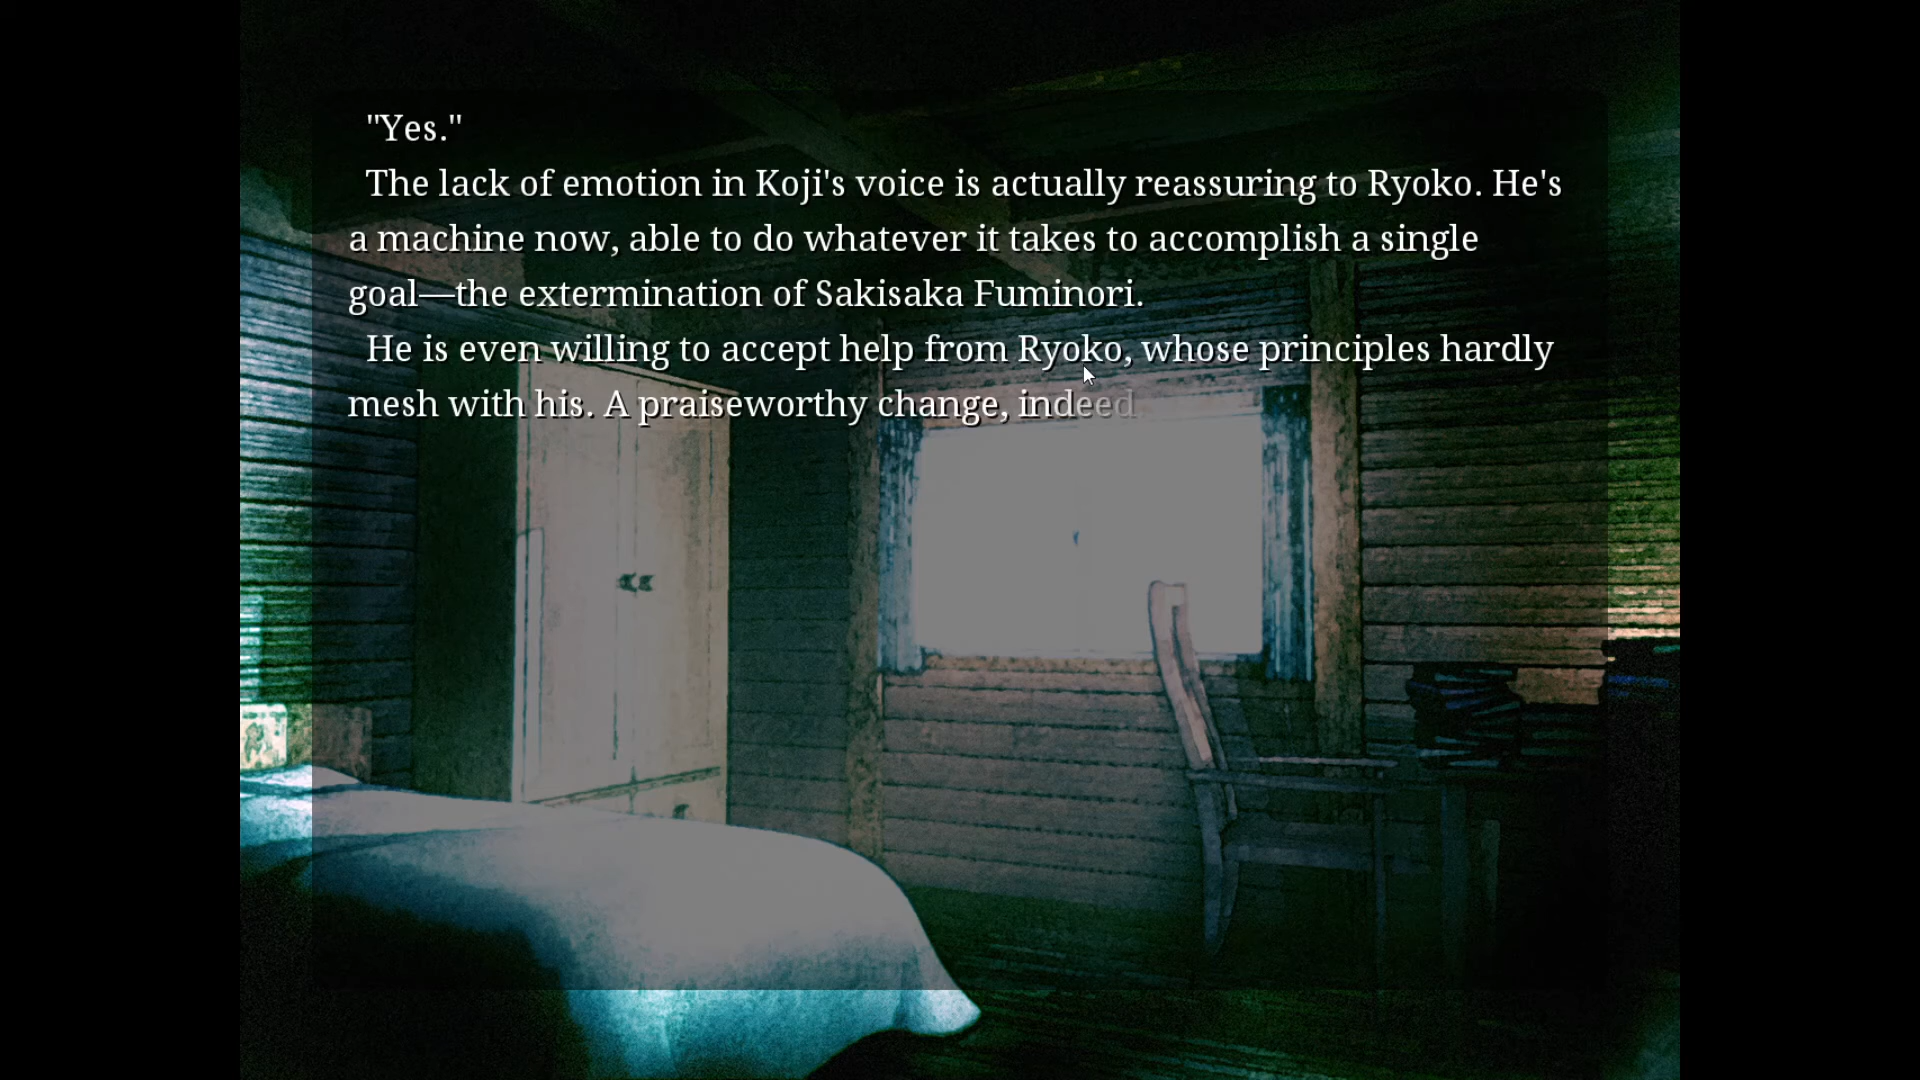 "Yes."
The lack of emotion in Koji's voice is actually reassuring to Ryoko. He's
a machine now, able to do whatever it takes to accomplish a single
goal—the extermination of Sakisaka Fuminori.
He is even willing to accept help from Ryoko, whose principles hardly
mesh with his. A praiseworthy change, indeed